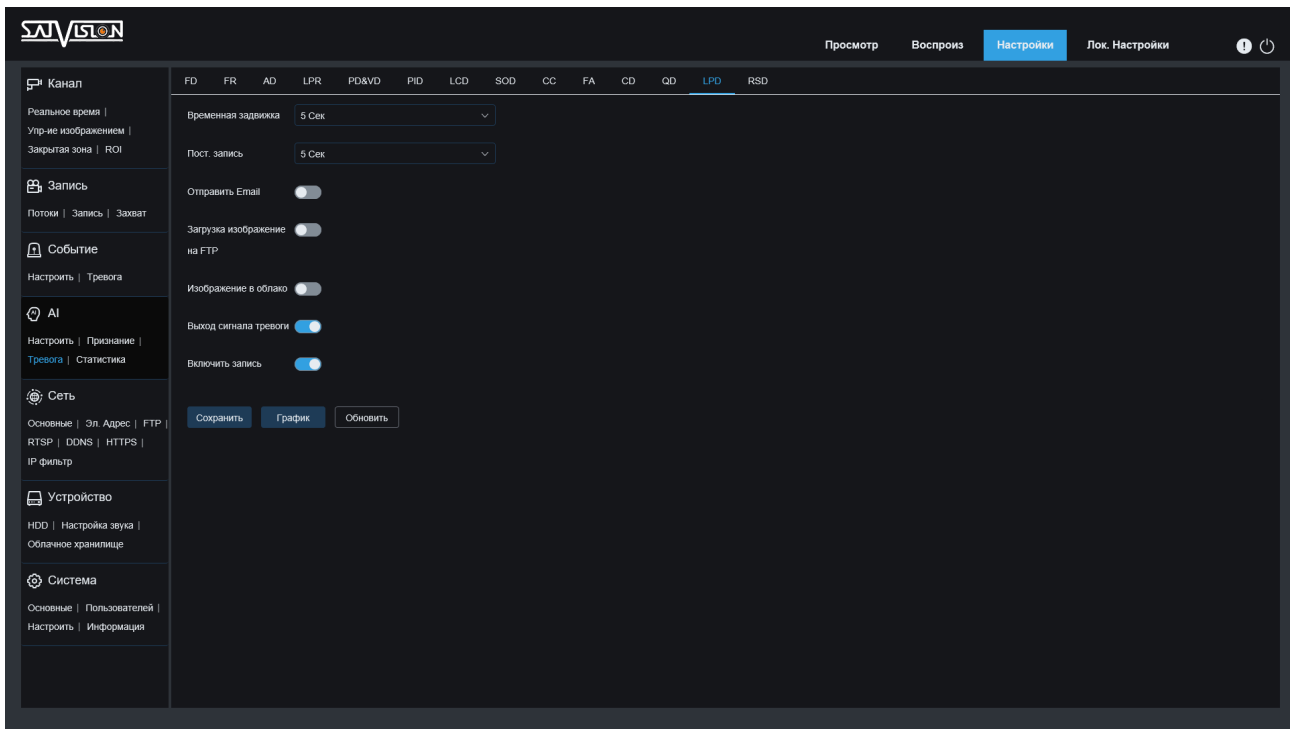 SATVISION
Просмотр Воспроиз Настройки Лок. Настройки
Канал
Реальное время |
Упр-ие изображением |
Закрытая зона | ROI
Запись
Потоки | Запись | Захват
Событие
Настроить | Тревога
AI
Настроить | Признание |
Тревога | Статистика
Сеть
Основные | Эл. Адрес | FTP |
RTSP | DDNS | HTTPS |
IP фильтр
Устройство
HDD | Настройка звука |
Облачное хранилище
Система
Основные | Пользователей |
Настроить | Информация
FD FR AD LPR PD&VD PID LCD SOD CC FA CD QD LPD RSD
Временная задвижка 5 Сек
Пост. запись 5 Сек
Отправить Email
Загрузка изображение
на FTP
Изображение в облако
Выход сигнала тревоги
Включить запись
Сохранить График Обновить